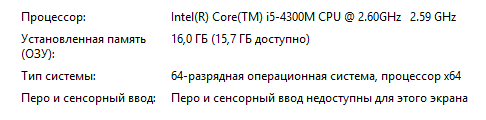 Процессор: Intel(R) Core(TM) i5-4300M CPU @ 2.60GHz 2.59 GHz
Установленная память (ОЗУ): 16,0 ГБ (15,7 ГБ доступно)
Тип системы: 64-разрядная операционная система, процессор x64
Перо и сенсорный ввод: Перо и сенсорный ввод недоступны для этого экрана